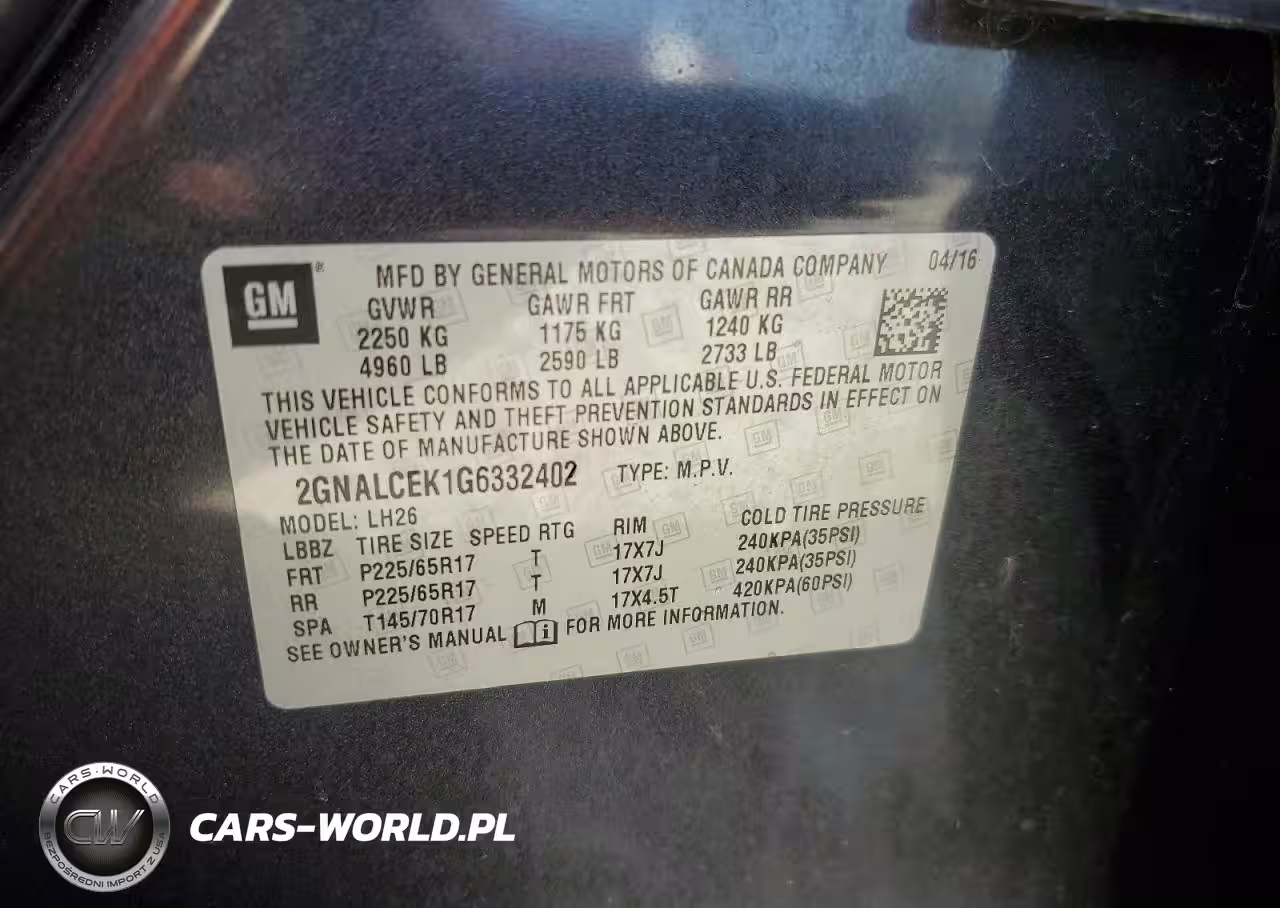 GM ®
MFD BY GENERAL MOTORS OF CANADA COMPANY 04/16
GVWR GAWR FRT GAWR RR
2250 KG 1175 KG 1240 KG
4960 LB 2590 LB 2733 LB
THIS VEHICLE CONFORMS TO ALL APPLICABLE U.S. FEDERAL MOTOR
VEHICLE SAFETY AND THEFT PREVENTION STANDARDS IN EFFECT ON
THE DATE OF MANUFACTURE SHOWN ABOVE.
2GNALCEK1G6332402 TYPE: M.P.V.
MODEL: LH26
LBBZ TIRE SIZE SPEED RTG RIM COLD TIRE PRESSURE
FRT P225/65R17 T 17X7J 240KPA(35PSI)
RR P225/65R17 T 17X7J 240KPA(35PSI)
SPA T145/70R17 M 17X4.5T 420KPA(60PSI)
SEE OWNER'S MANUAL i FOR MORE INFORMATION.
CARS-WORLD
CW
BEZPOŚREDNI IMPORT Z USA
CARS-WORLD.PL